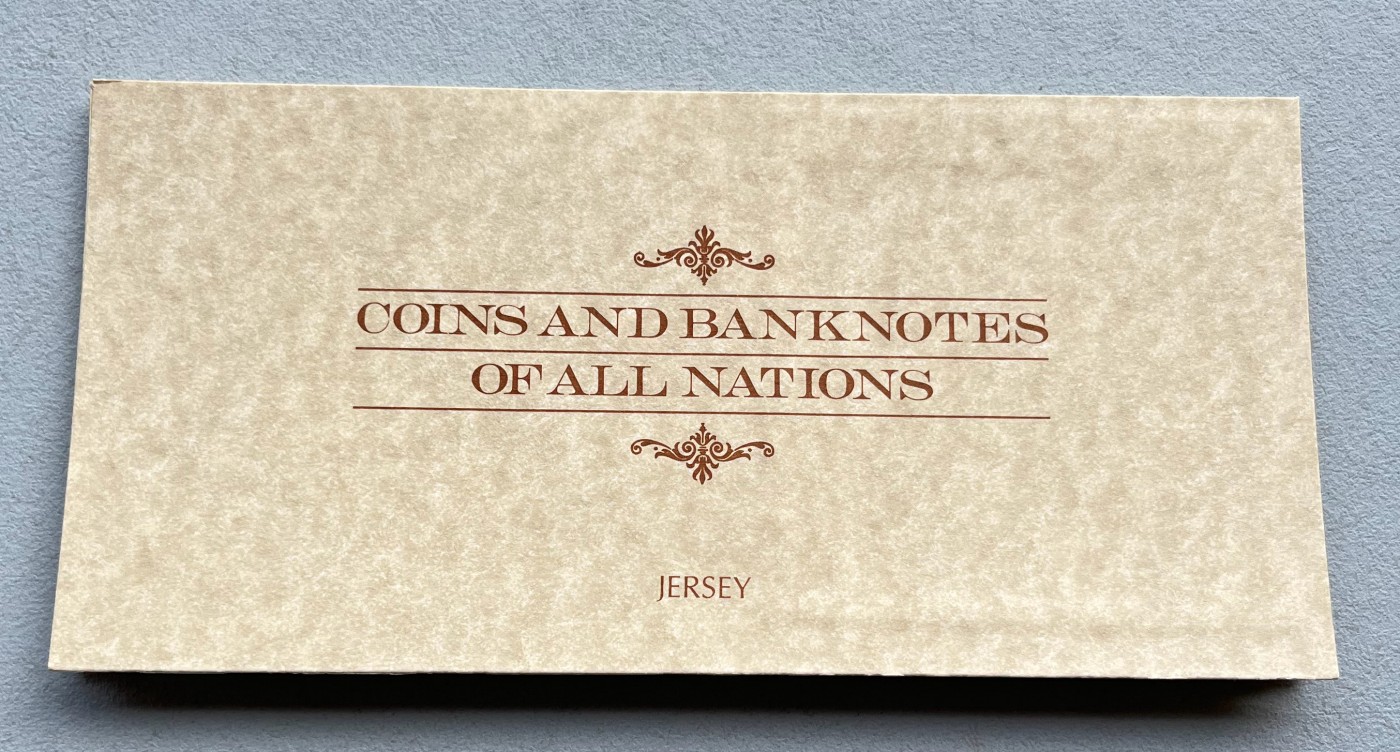 COINS AND BANKNOTES
OF ALL NATIONS
JERSEY